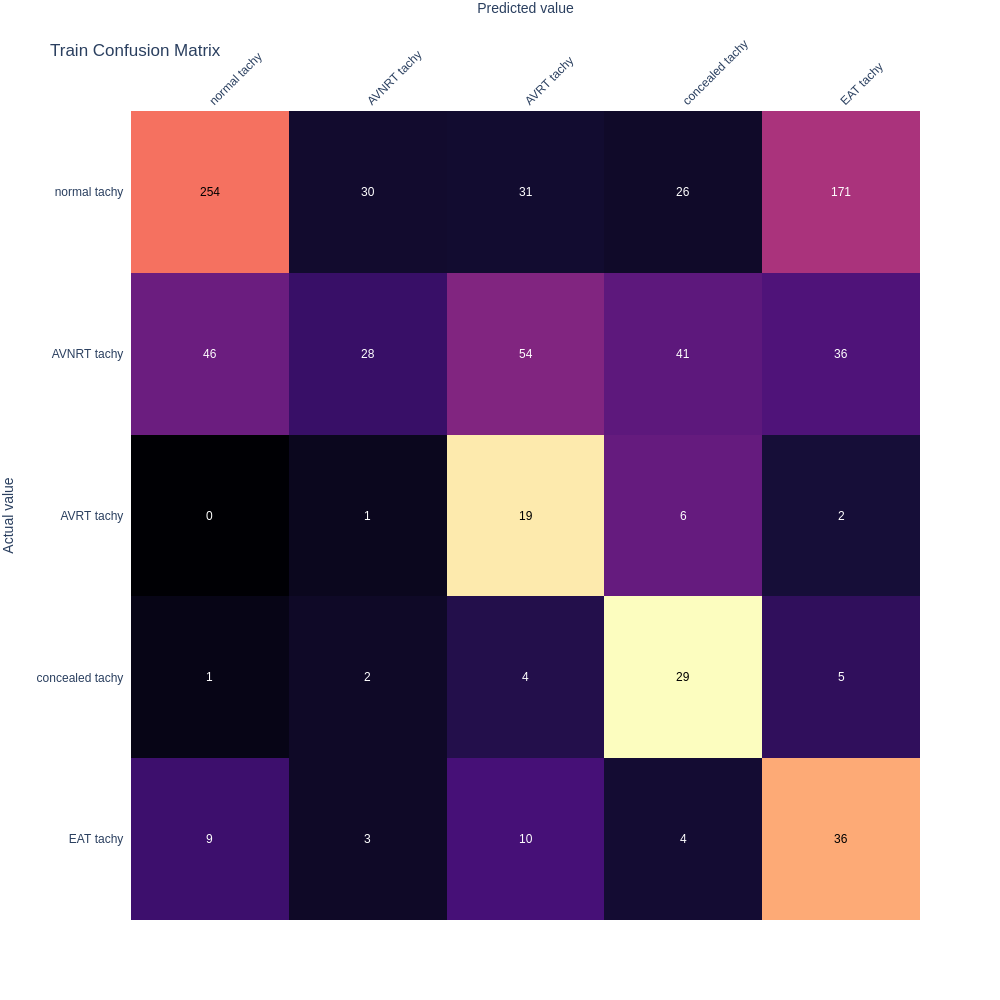 Predicted value
Train Confusion Matrix
normal tachy AVNRT tachy AVRT tachy concealed tachy EAT tachy
normal tachy 254 30 31 26 171
AVNRT tachy 46 28 54 41 36
AVRT tachy 0 1 19 6 2
concealed tachy 1 2 4 29 5
EAT tachy 9 3 10 4 36
Actual value